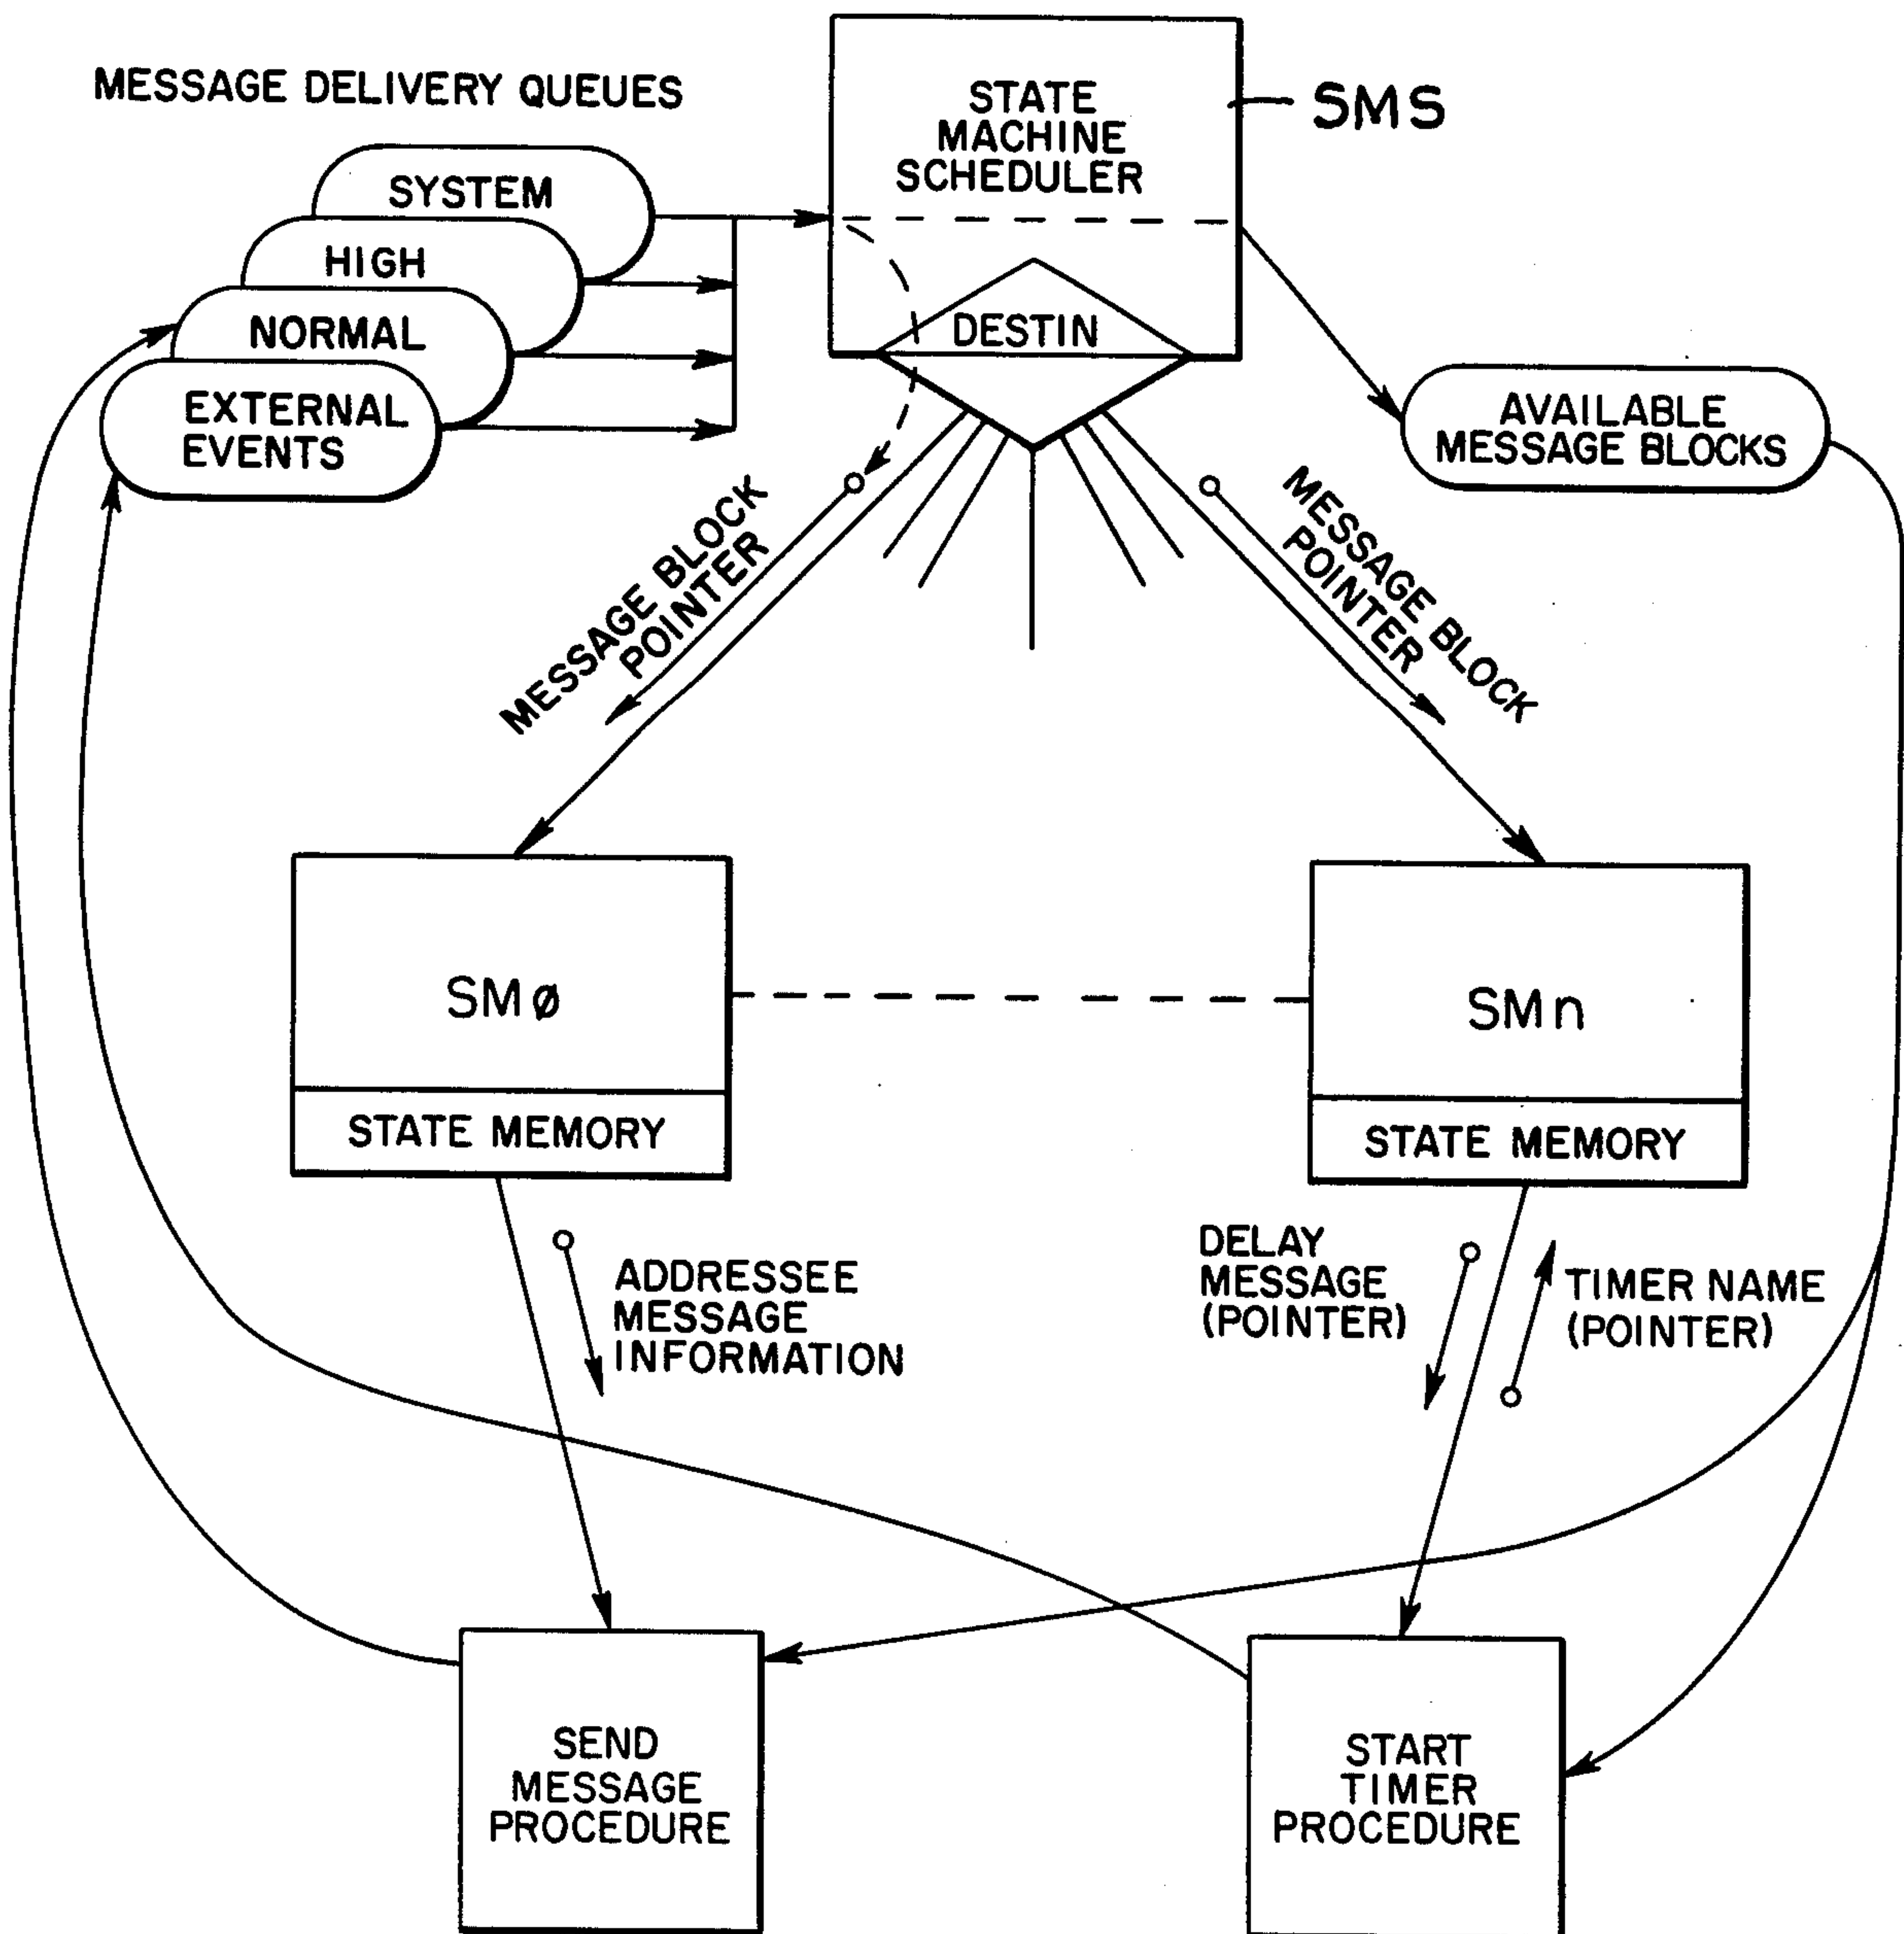 MESSAGE DELIVERY QUEUES
SYSTEM
HIGH
NORMAL
EXTERNAL
EVENTS
STATE
MACHINE
SCHEDULER
SMS
DESTIN
AVAILABLE
MESSAGE BLOCKS
MESSAGE BLOCK
POINTER
MESSAGE BLOCK
POINTER
SMø
STATE MEMORY
SMn
STATE MEMORY
ADDRESSEE
MESSAGE
INFORMATION
DELAY
MESSAGE
(POINTER)
TIMER NAME
(POINTER)
SEND
MESSAGE
PROCEDURE
START
TIMER
PROCEDURE